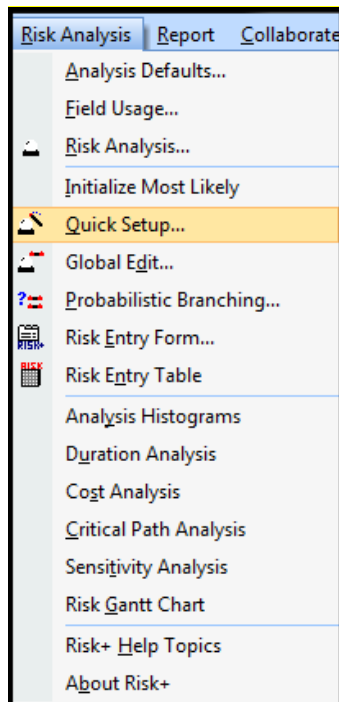 Risk Analysis Report Collaborate
Analysis Defaults...
Field Usage...
Risk Analysis...
Initialize Most Likely
Quick Setup...
Global Edit...
?
Probabilistic Branching...
RISK+
Risk Entry Form...
RISK
Risk Entry Table
Analysis Histograms
Duration Analysis
Cost Analysis
Critical Path Analysis
Sensitivity Analysis
Risk Gantt Chart
Risk+ Help Topics
About Risk+